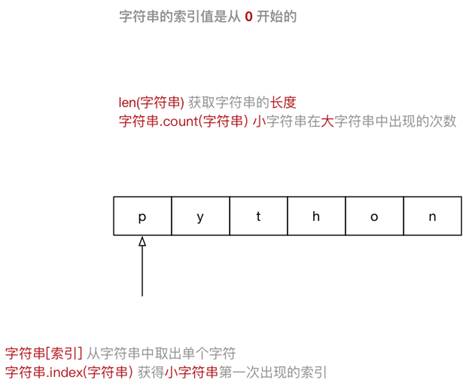 字符串的索引值是从 0 开始的
len(字符串) 获取字符串的长度
字符串.count(字符串) 小字符串在大字符串中出现的次数
p y t h o n
字符串[索引] 从字符串中取出单个字符
字符串.index(字符串) 获得小字符串第一次出现的索引